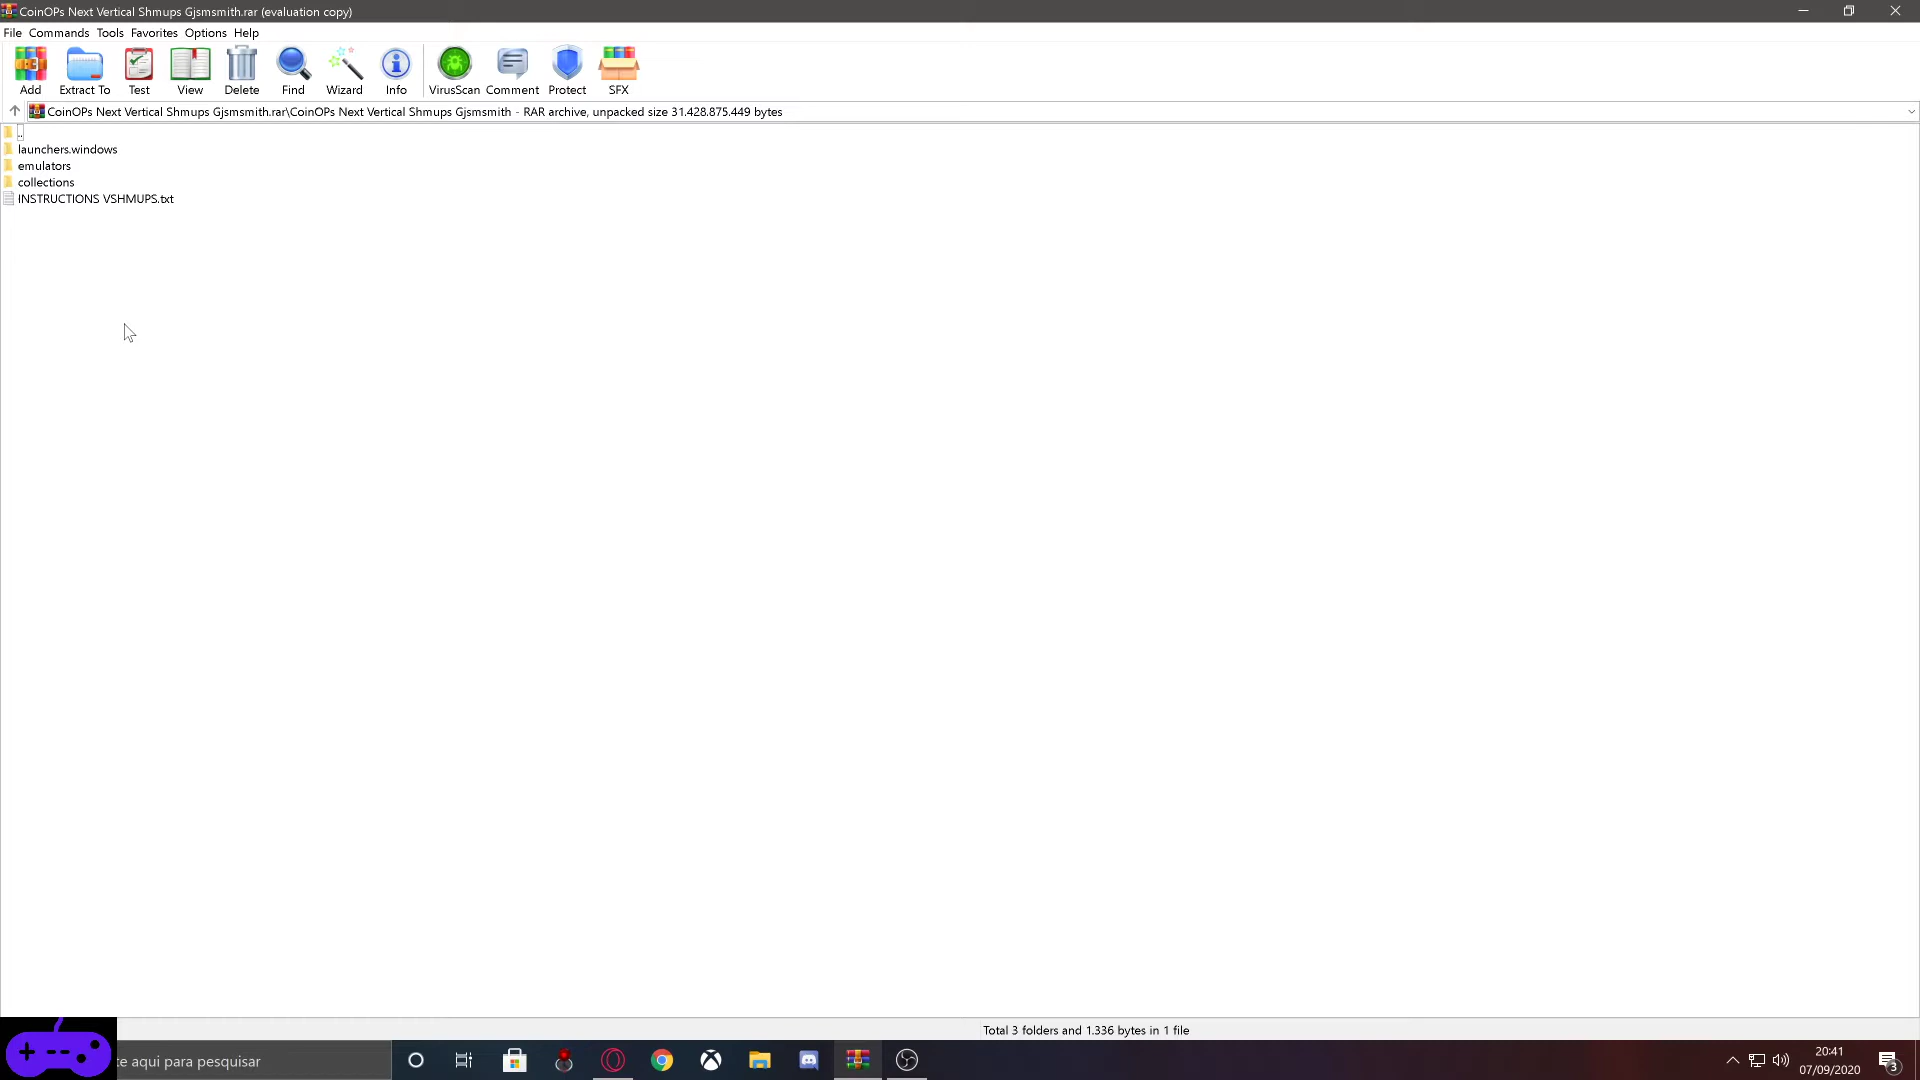 CoinOPs Next Vertical Shmups Gjsmsmith.rar (evaluation copy)
File Commands Tools Favorites Options Help
Add Extract To Test View Delete Find Wizard Info VirusScan Comment Protect SFX
CoinOPs Next Vertical Shmups Gjsmsmith.rar\CoinOPs Next Vertical Shmups Gjsmsmith - RAR archive, unpacked size 31.428.875.449 bytes
..
launchers.windows
emulators
collections
INSTRUCTIONS VSHMUPS.txt
Total 3 folders and 1.336 bytes in 1 file
te aqui para pesquisar
20:41
07/09/2020
3